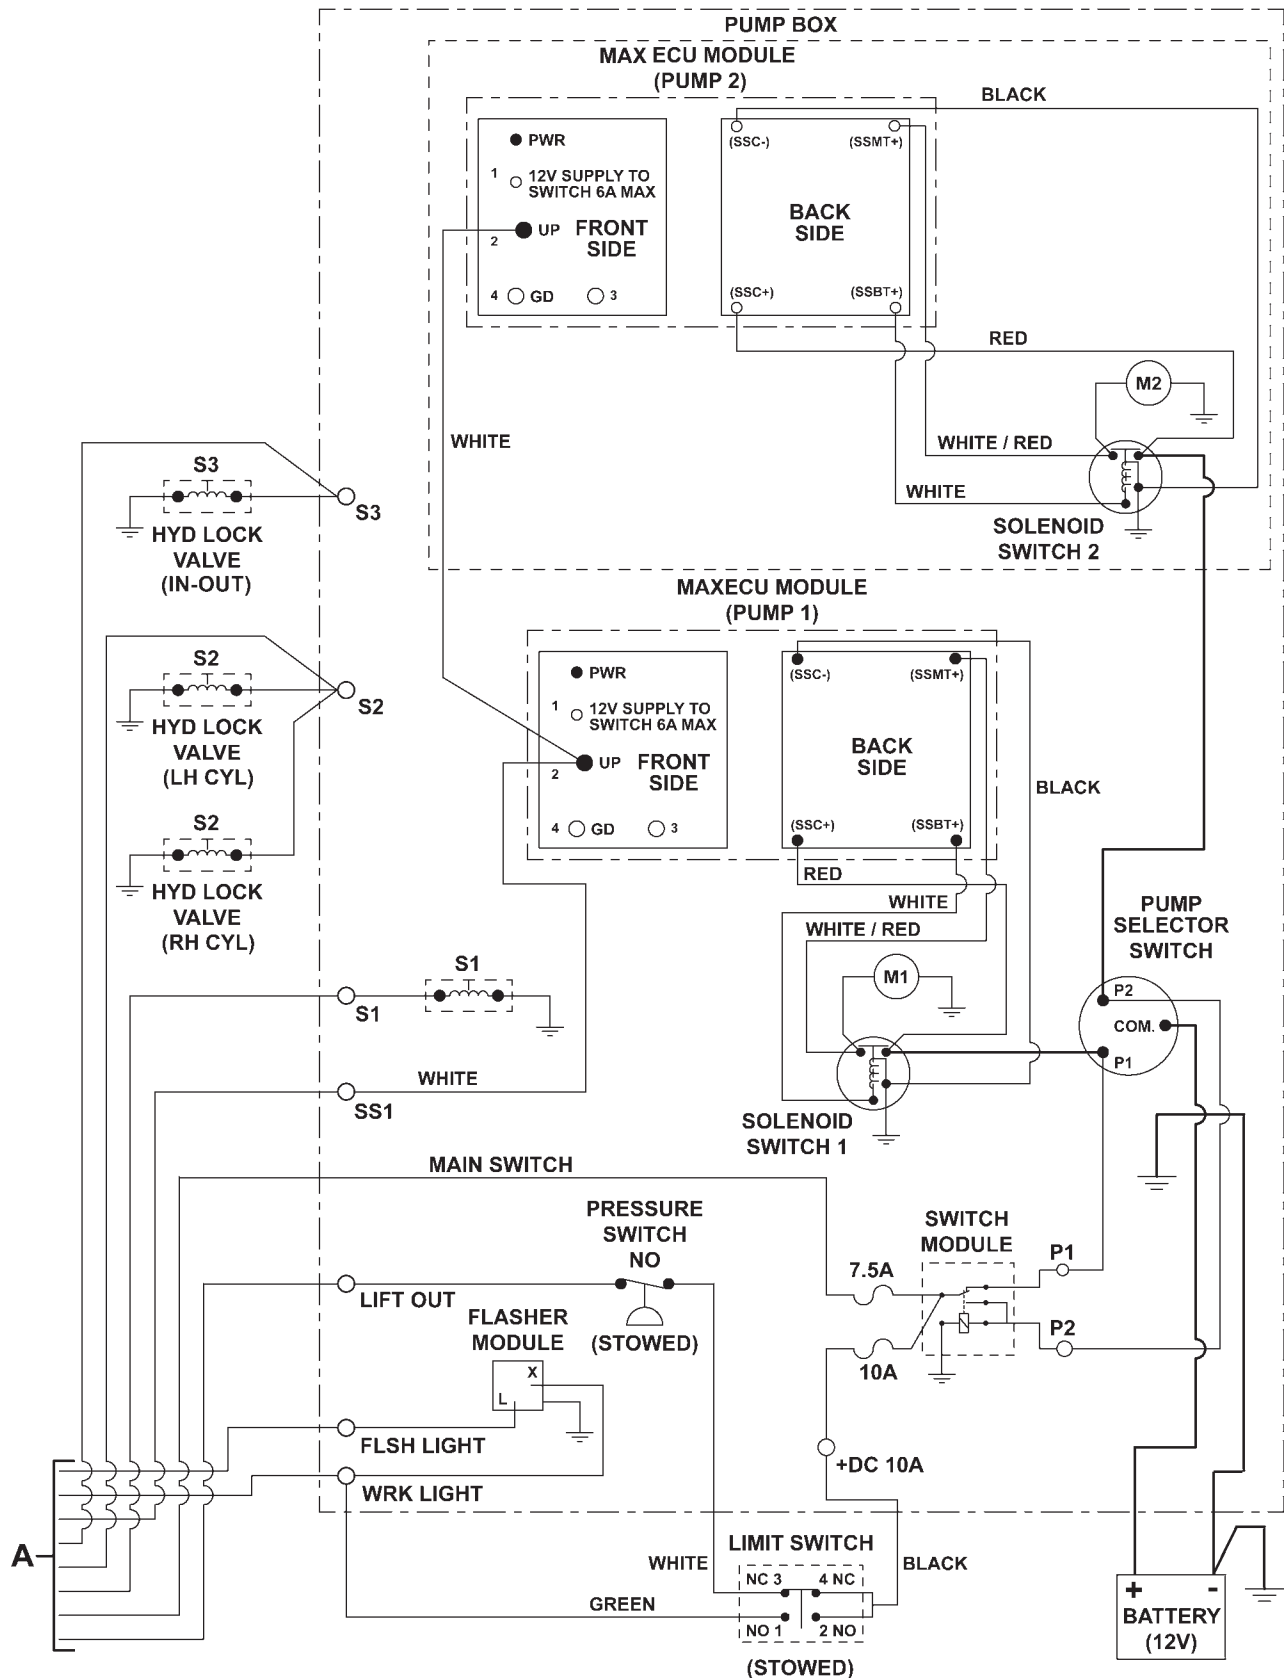 PUMP BOX
MAX ECU MODULE
(PUMP 2)
BLACK
PWR
(SSC-)
(SSMT+)
1
12V SUPPLY TO
SWITCH 6A MAX
UP
2
FRONT
SIDE
BACK
SIDE
4
GD
3
(SSC+)
(SSBT+)
RED
M2
WHITE
WHITE / RED
WHITE
SOLENOID
SWITCH 2
S3
S3
HYD LOCK
VALVE
(IN-OUT)
MAXECU MODULE
(PUMP 1)
PWR
(SSC-)
(SSMT+)
1
12V SUPPLY TO
SWITCH 6A MAX
UP
2
FRONT
SIDE
BACK
SIDE
4
GD
3
(SSC+)
(SSBT+)
BLACK
S2
S2
HYD LOCK
VALVE
(LH CYL)
S2
HYD LOCK
VALVE
(RH CYL)
RED
WHITE
WHITE / RED
M1
PUMP
SELECTOR
SWITCH
P2
COM.
P1
S1
S1
WHITE
SS1
SOLENOID
SWITCH 1
MAIN SWITCH
PRESSURE
SWITCH
NO
(STOWED)
LIFT OUT
SWITCH
MODULE
7.5A
P1
P2
10A
FLASHER
MODULE
X
L
FLSH LIGHT
WRK LIGHT
+DC 10A
A
LIMIT SWITCH
WHITE
BLACK
GREEN
NC 3
4 NC
NO 1
2 NO
(STOWED)
+
-
BATTERY
(12V)